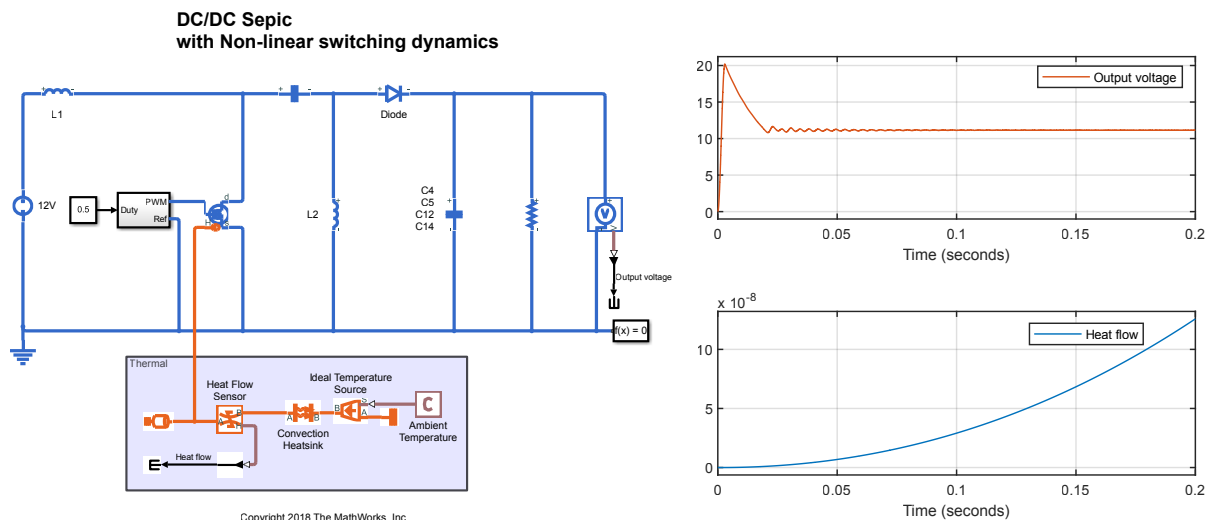 DC/DC Sepic
with Non-linear switching dynamics
+
-
L1
+
-
+
-
Diode
12V
0.5
Duty
PWM
Ref
d
H
s
L2
+
-
C4
C5
C12
C14
+
-
+
-
V
+
-
V
Output voltage
f(x) = 0
Thermal
Heat Flow
Sensor
A
B
H
A
B
Convection
Heatsink
Ideal Temperature
Source
B
A
V
C
Ambient
Temperature
Heat flow
Copyright 2018 The MathWorks, Inc
20
15
10
5
0
Output voltage
0
0.05
0.1
0.15
0.2
Time (seconds)
x 10-8
10
5
0
Heat flow
0
0.05
0.1
0.15
0.2
Time (seconds)